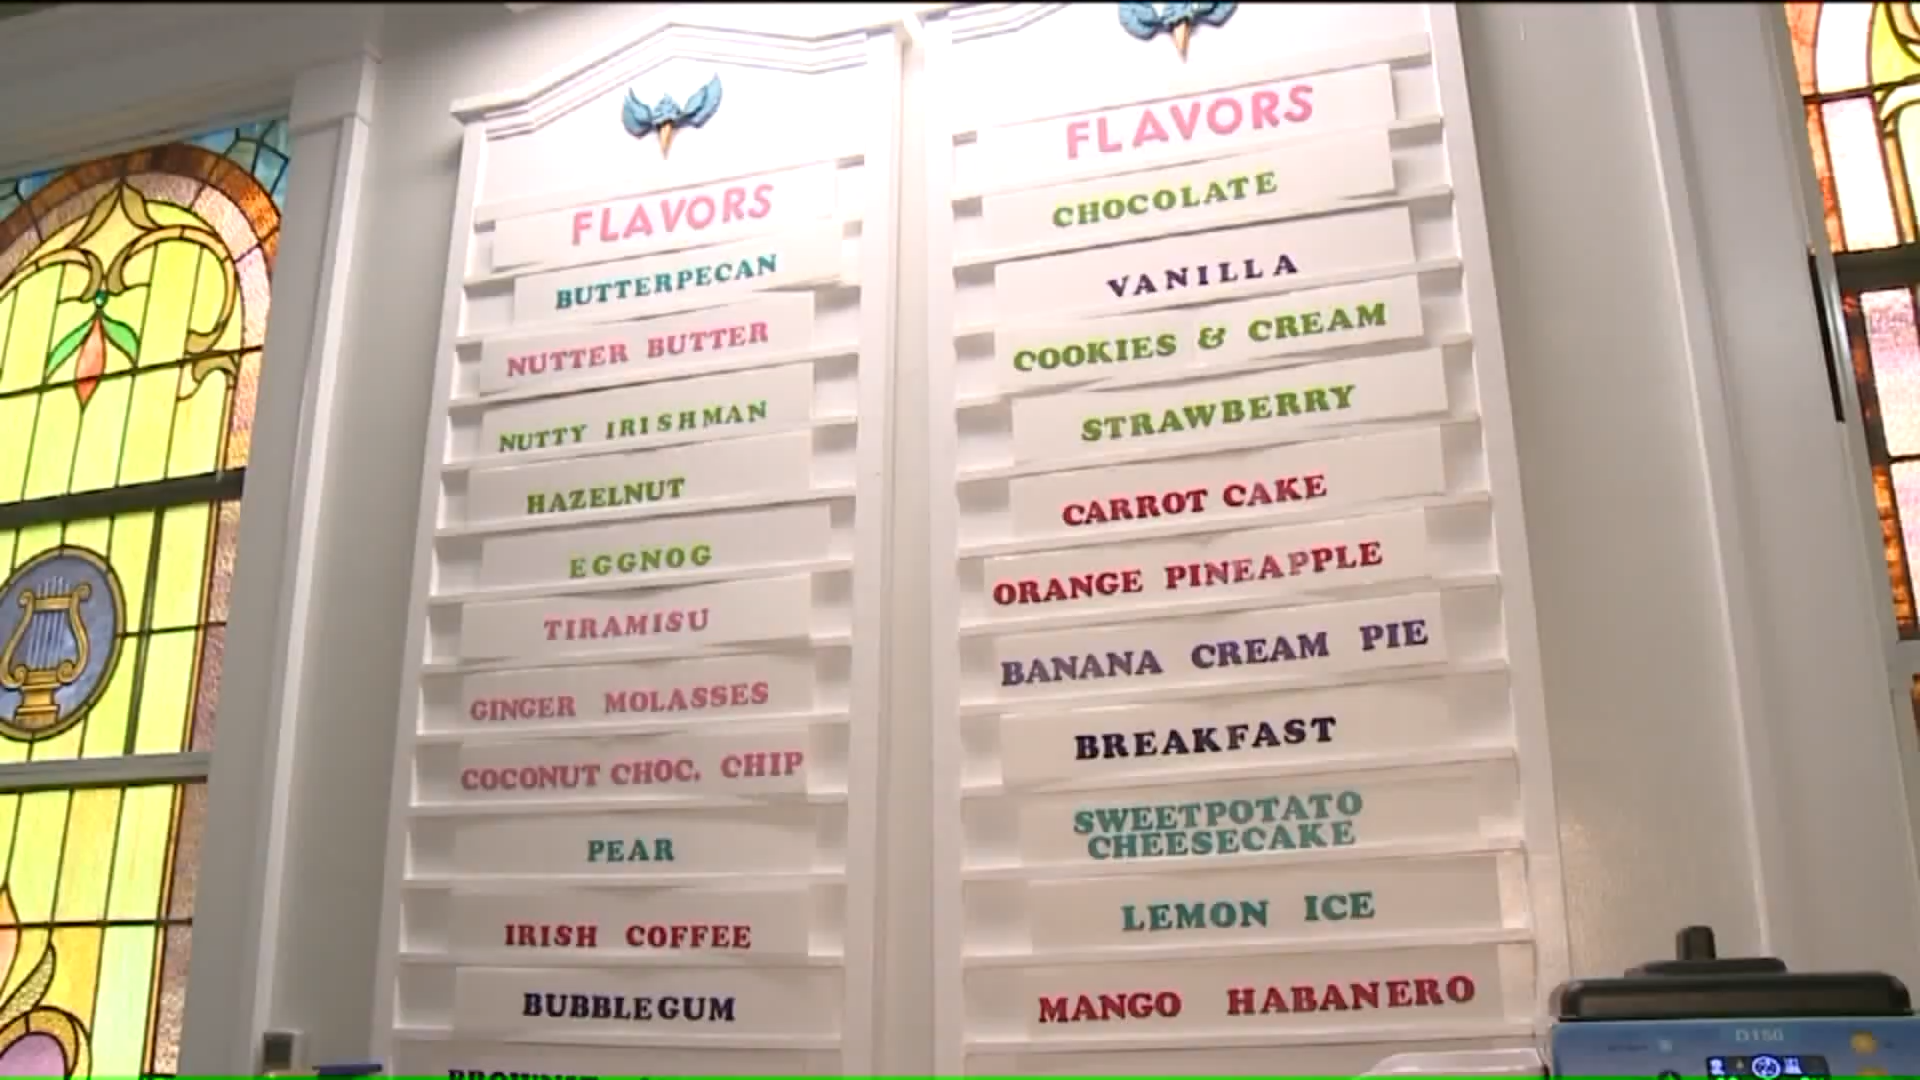 FLAVORS
BUTTERPECAN
NUTTER BUTTER
NUTTY IRISHMAN
HAZELNUT
EGGNOG
TIRAMISU
GINGER MOLASSES
COCONUT CHOC. CHIP
PEAR
IRISH COFFEE
BUBBLEGUM
FLAVORS
CHOCOLATE
VANILLA
COOKIES & CREAM
STRAWBERRY
CARROT CAKE
ORANGE PINEAPPLE
BANANA CREAM PIE
BREAKFAST
SWEETPOTATO
CHEESECAKE
LEMON ICE
MANGO HABANERO
D150